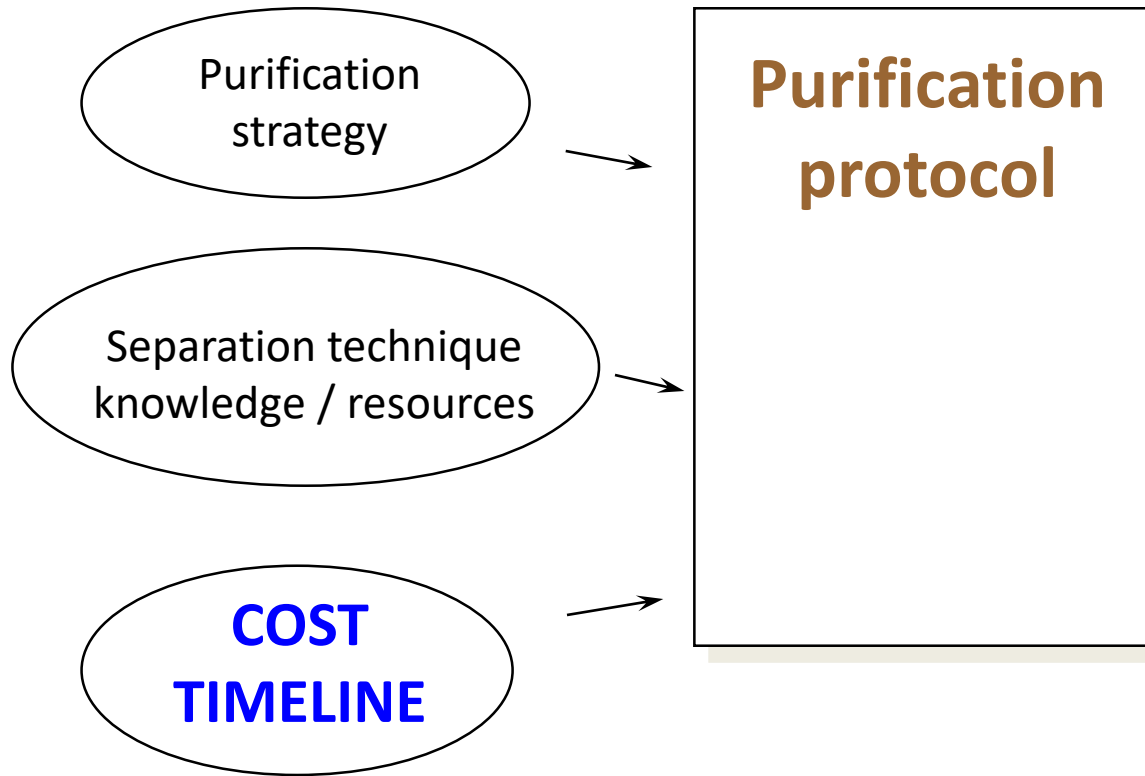 Purification
strategy
Separation technique
knowledge / resources
COST
TIMELINE
Purification
protocol